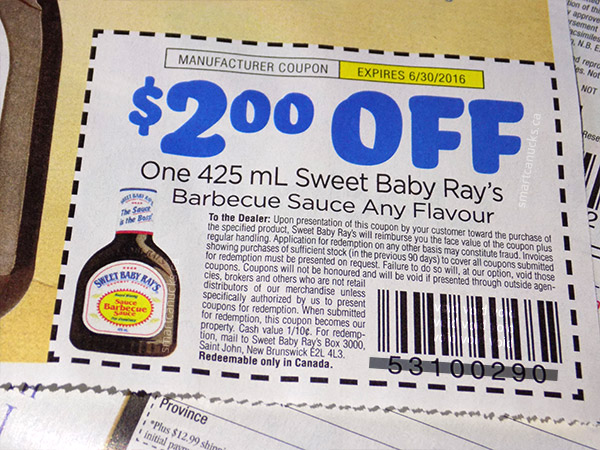 MANUFACTURER COUPON
EXPIRES 6/30/2016
$2.00 OFF
One 425 mL Sweet Baby Ray's
Barbecue Sauce Any Flavour
To the Dealer: Upon presentation of this coupon by your customer toward the purchase of
the specified product, Sweet Baby Ray's will reimburse you the face value of the coupon plus
regular handling. Application for redemption on any other basis may constitute fraud. Invoices
showing purchases of sufficient stock (in the previous 90 days) to cover all coupons submitted
for redemption must be presented on request. Failure to do so will, at our option, void those
coupons. Coupons will not be honoured and will be void if presented through outside agen-
cies, brokers and others who are not retail
distributors of our merchandise unless
specifically authorized by us to present
coupons for redemption. When submitted
for redemption, this coupon becomes our
property. Cash value 1/10¢. For redemp-
tion, mail to Sweet Baby Ray's Box 3000,
Saint John, New Brunswick E2L 4L3.
Redeemable only in Canada.
The Sauce
is the Boss!
SWEET BABY RAY'S
Barbecue
Sauce
53100290
smartcanucks.ca
Province
*Plus $12.99
initial
NOT